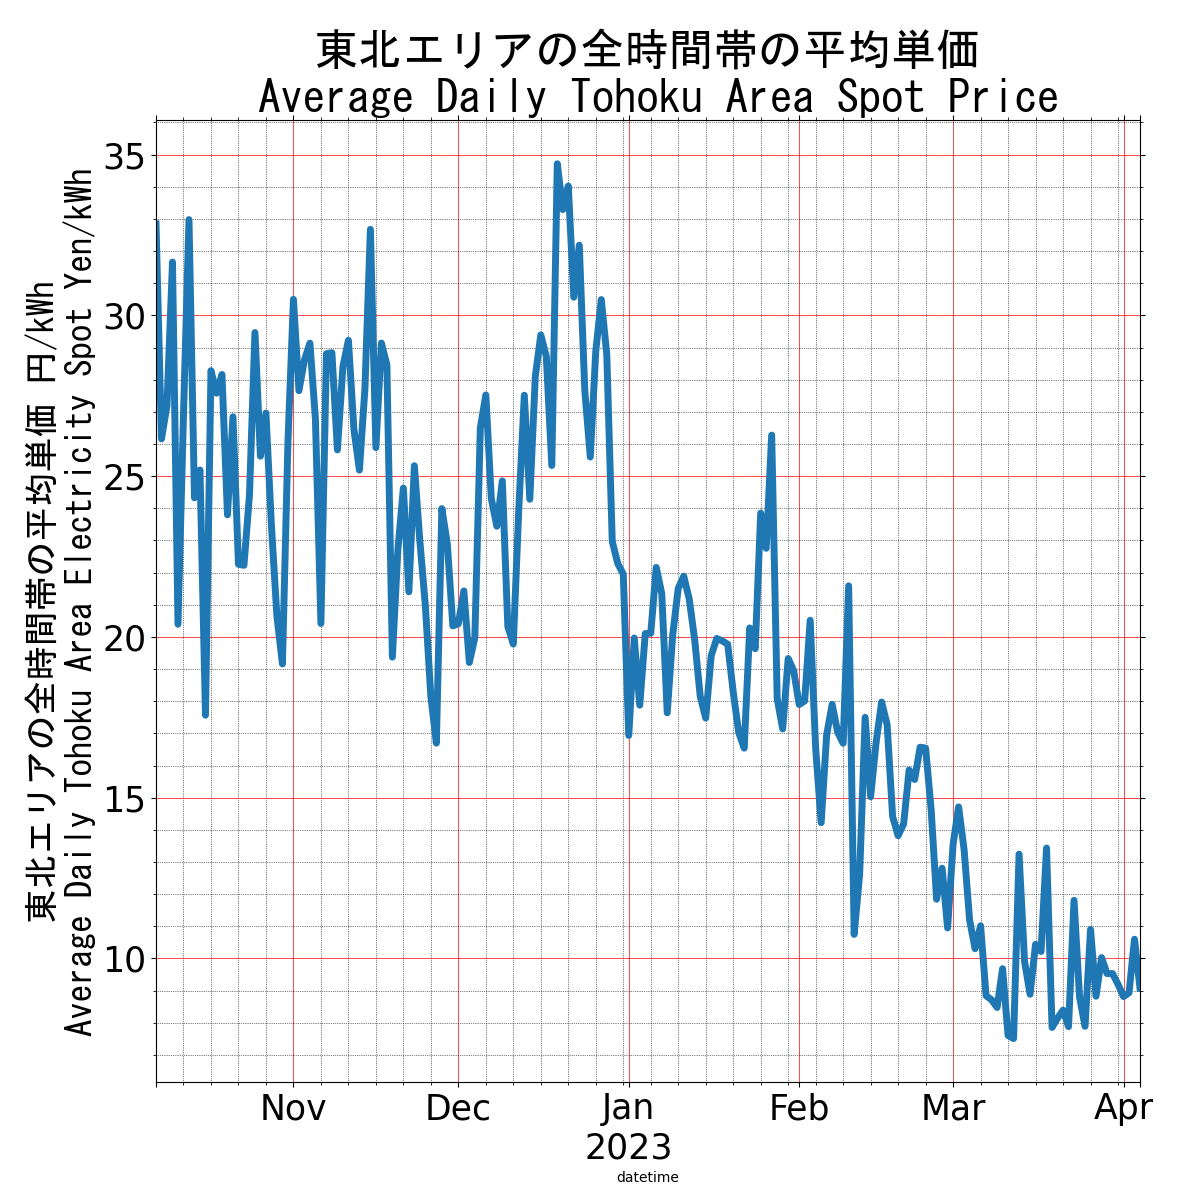 東北エリアの全時間帯の平均単価
Average Daily Tohoku Area Spot Price
東北エリアの全時間帯の平均単価 円/kWh
Average Daily Tohoku Area Electricity Spot Yen/kWh
35
30
25
20
15
10
Nov
Dec
Jan
Feb
Mar
Apr
2023
datetime